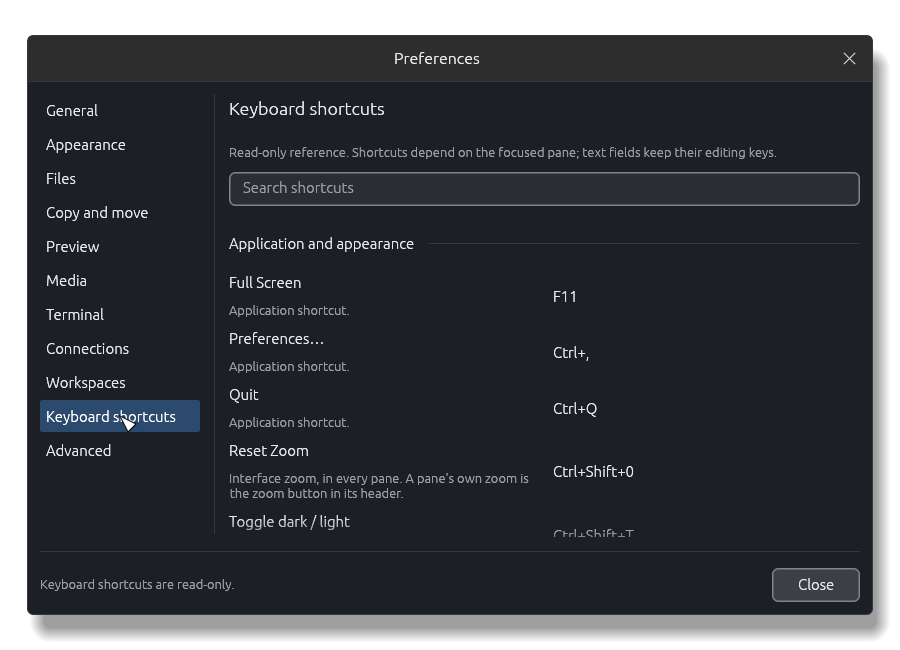 Preferences
General
Appearance
Files
Copy and move
Preview
Media
Terminal
Connections
Workspaces
Keyboard shortcuts
Advanced
Keyboard shortcuts
Read-only reference. Shortcuts depend on the focused pane; text fields keep their editing keys.
Search shortcuts
Application and appearance
Full Screen
Application shortcut.
F11
Preferences…
Application shortcut.
Ctrl+,
Quit
Application shortcut.
Ctrl+Q
Reset Zoom
Interface zoom, in every pane. A pane's own zoom is
the zoom button in its header.
Ctrl+Shift+0
Toggle dark / light
Ctrl+Shift+T
Keyboard shortcuts are read-only.
Close